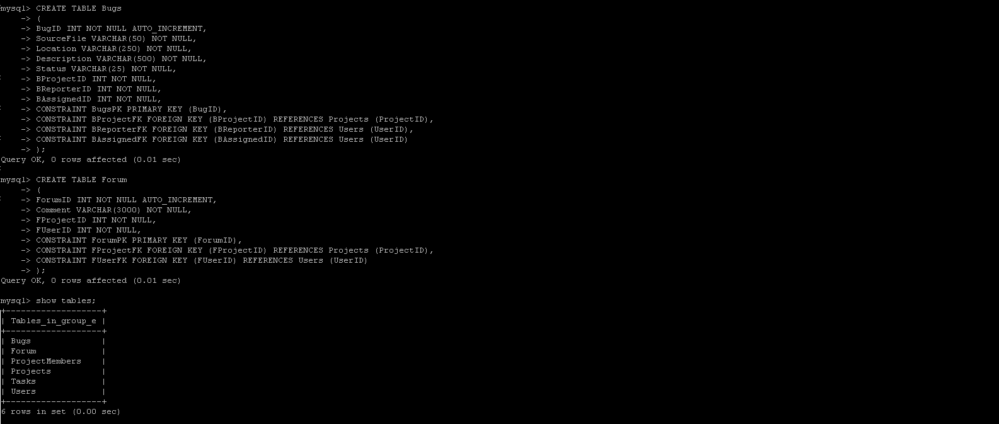 mysql> CREATE TABLE Bugs
    -> (
    -> BugID INT NOT NULL AUTO_INCREMENT,
    -> SourceFile VARCHAR(50) NOT NULL,
    -> Location VARCHAR(250) NOT NULL,
    -> Description VARCHAR(500) NOT NULL,
    -> Status VARCHAR(25) NOT NULL,
    -> BProjectID INT NOT NULL,
    -> BReporterID INT NOT NULL,
    -> BAssignedID INT NOT NULL,
    -> CONSTRAINT BugsPK PRIMARY KEY (BugID),
    -> CONSTRAINT BProjectFK FOREIGN KEY (BProjectID) REFERENCES Projects (ProjectID),
    -> CONSTRAINT BReporterFK FOREIGN KEY (BReporterID) REFERENCES Users (UserID),
    -> CONSTRAINT BAssignedFK FOREIGN KEY (BAssignedID) REFERENCES Users (UserID)
    -> );
Query OK, 0 rows affected (0.01 sec)
mysql> CREATE TABLE Forum
    -> (
    -> ForumID INT NOT NULL AUTO_INCREMENT,
    -> Comment VARCHAR(3000) NOT NULL,
    -> FProjectID INT NOT NULL,
    -> FUserID INT NOT NULL,
    -> CONSTRAINT ForumPK PRIMARY KEY (ForumID),
    -> CONSTRAINT FProjectFK FOREIGN KEY (FProjectID) REFERENCES Projects (ProjectID),
    -> CONSTRAINT FUserFK FOREIGN KEY (FUserID) REFERENCES Users (UserID)
    -> );
Query OK, 0 rows affected (0.01 sec)
mysql> show tables;
+-------------------+
| Tables_in_group_e |
+-------------------+
| Bugs              |
| Forum             |
| ProjectMembers    |
| Projects          |
| Tasks             |
| Users             |
+-------------------+
6 rows in set (0.00 sec)